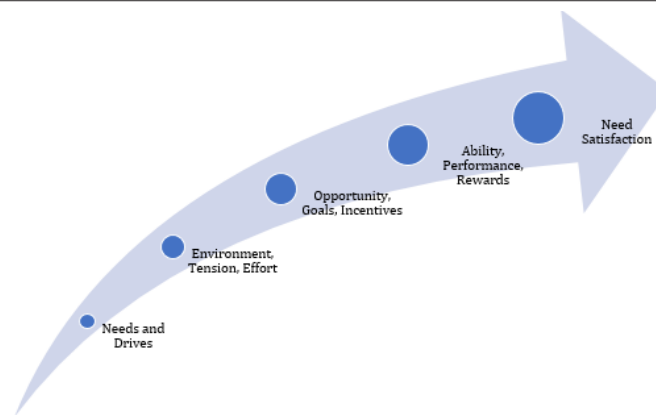 Need
Satisfaction
Ability,
Performance,
Rewards
Opportunity,
Goals, Incentives
Environment,
Tension, Effort
Needs and
Drives